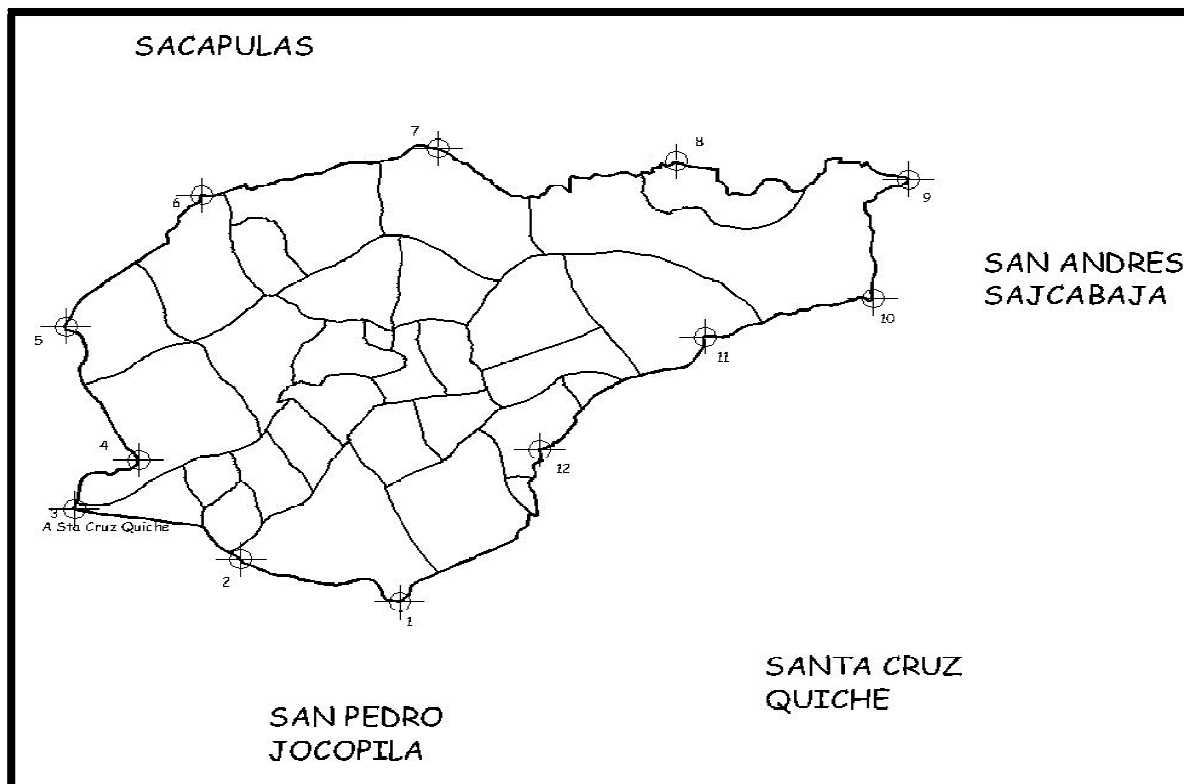 SACAPULAS
7
8
6
9
SAN ANDRES
SAJCABAJA
10
5
11
4
12
3
A Sta Cruz Quiche
2
1
SANTA CRUZ
QUICHE
SAN PEDRO
JOCOPILA